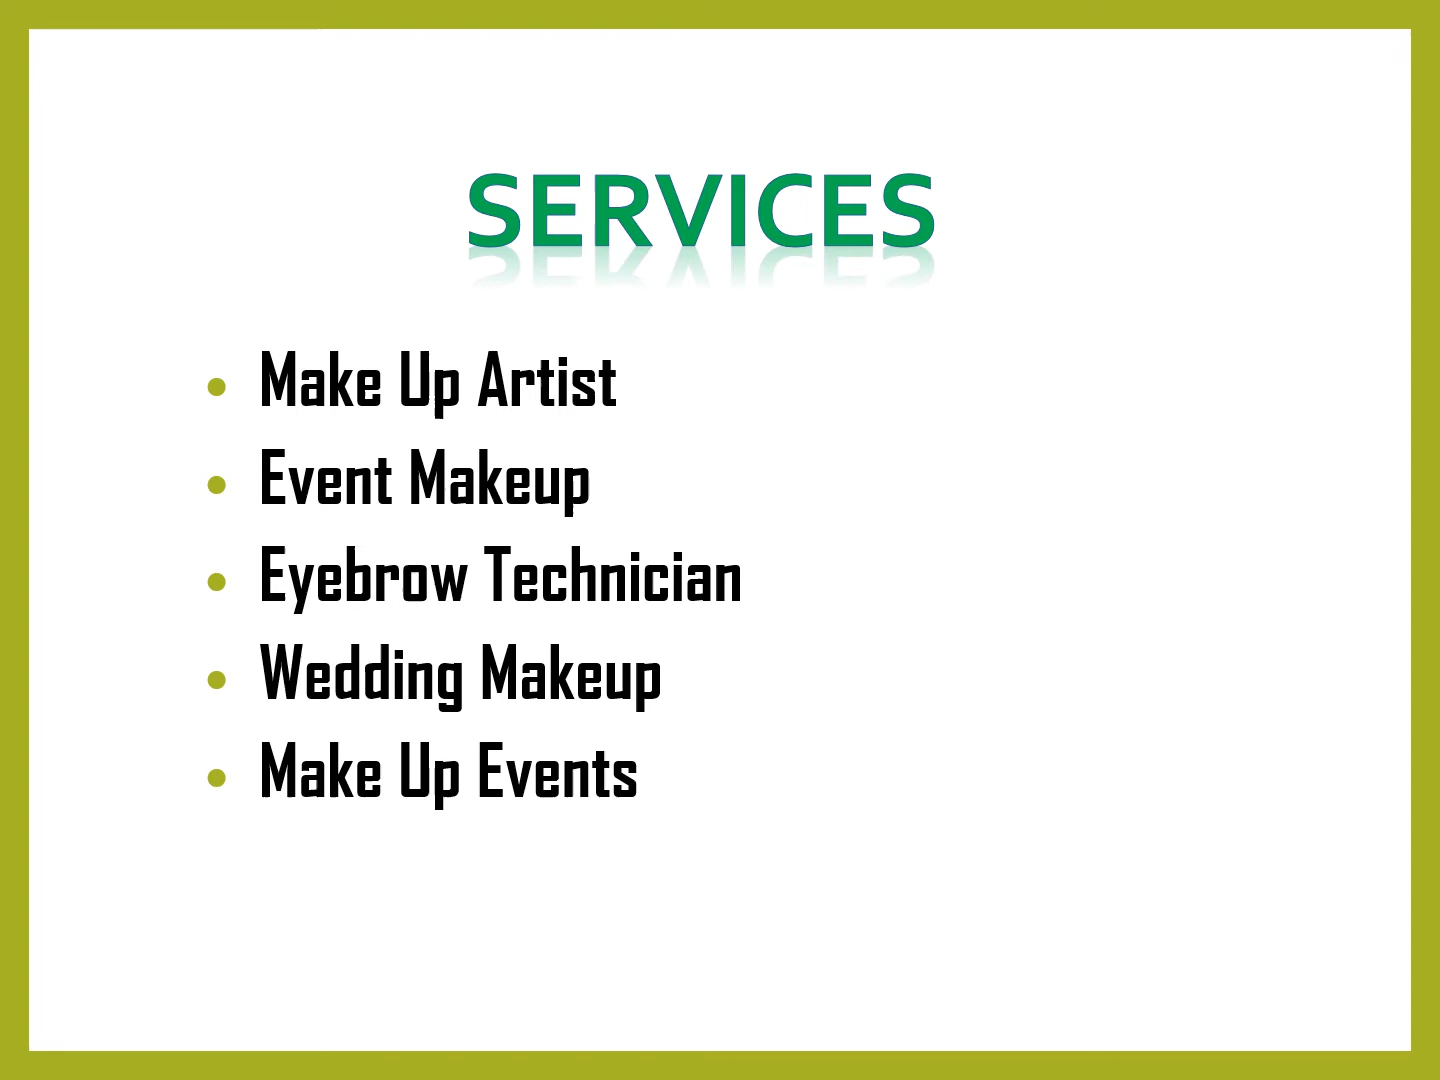 SERVICES
• Make Up Artist
• Event Makeup
• Eyebrow Technician
• Wedding Makeup
• Make Up Events